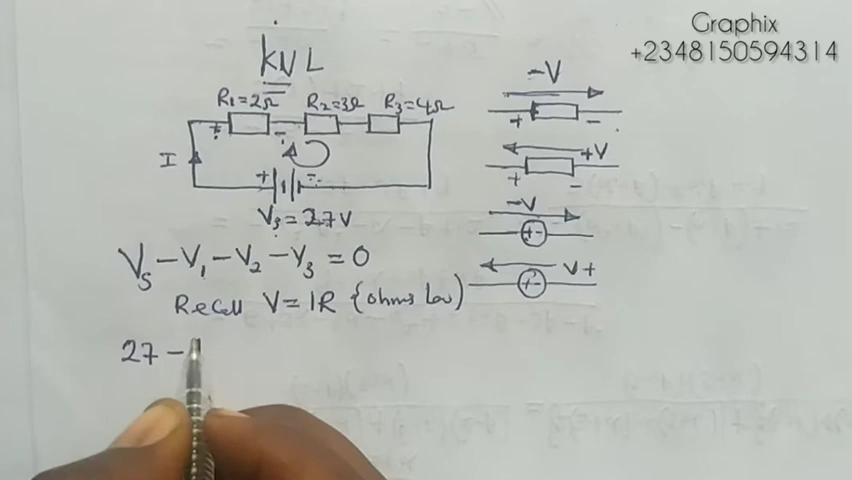 Graphix
+2348150594314
KVL
R₁=2Ω R₂=3Ω R₃=4Ω
+ -
I
+ -
Vs=27V
-V
+ -
+V
+ -
-V
+ -
V+
+ -
Vs - V₁ - V₂ - V₃ = 0
Recall V=IR {ohms Law}
27 -